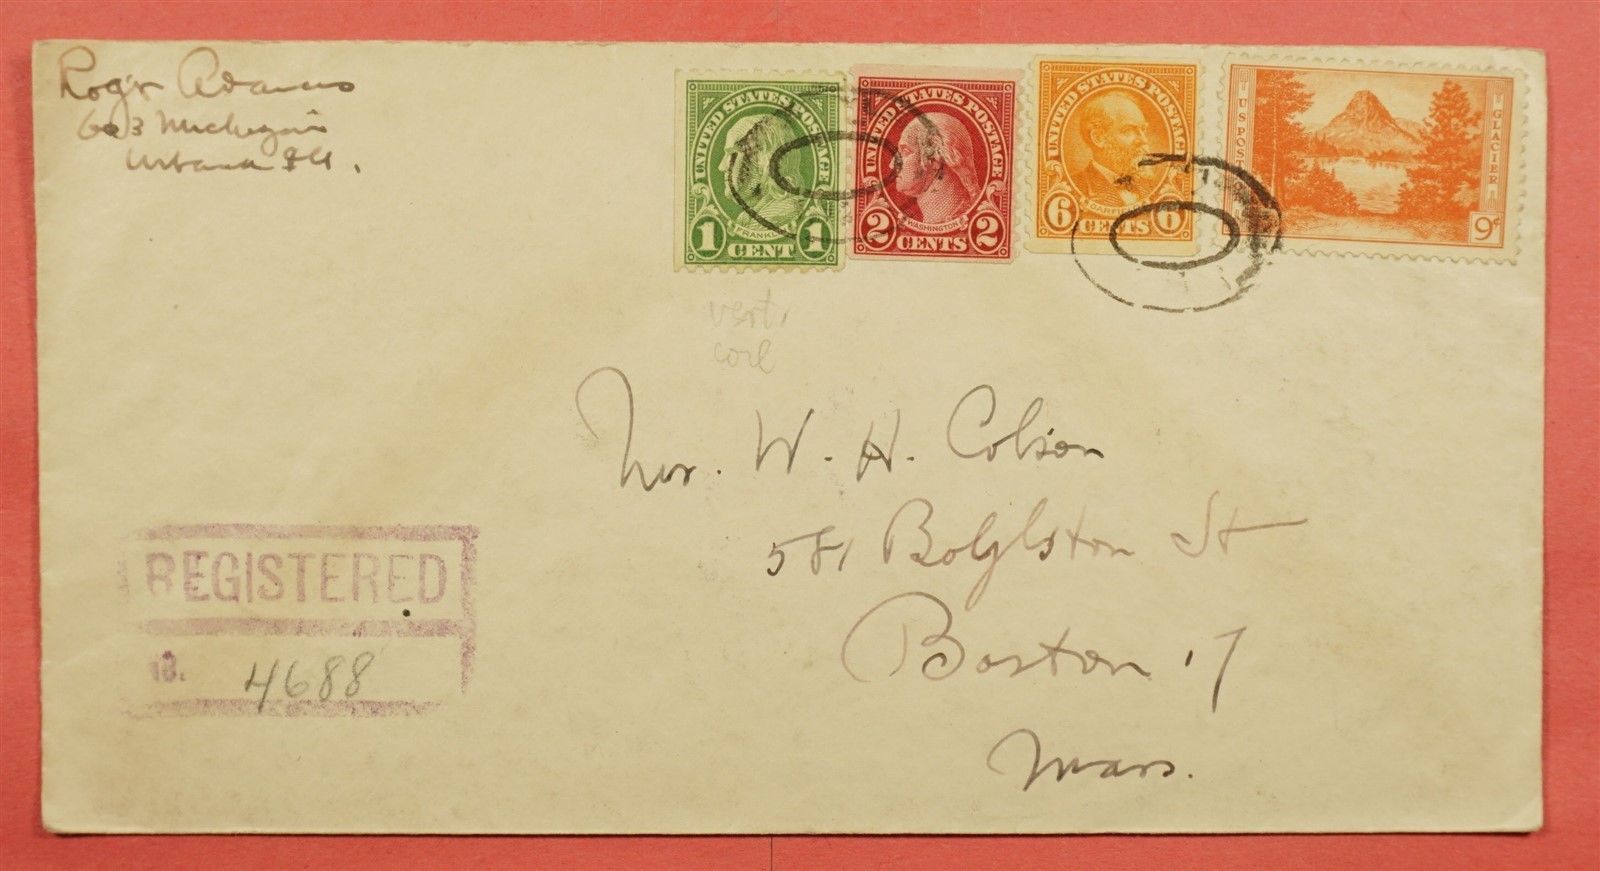 Roger Adams
603 Michigan
Urbana Ill.
UNITED STATES POSTAGE
FRANKLIN
1 CENT 1
UNITED STATES POSTAGE
WASHINGTON
2 CENTS 2
UNITED STATES POSTAGE
GARFIELD
6 CENTS 6
U.S. POSTAGE
GLACIER
9¢
vert.
coil
Mr. W. H. Colson
581 Bolylston St
Boston 17
Mass.
REGISTERED
No. 4688